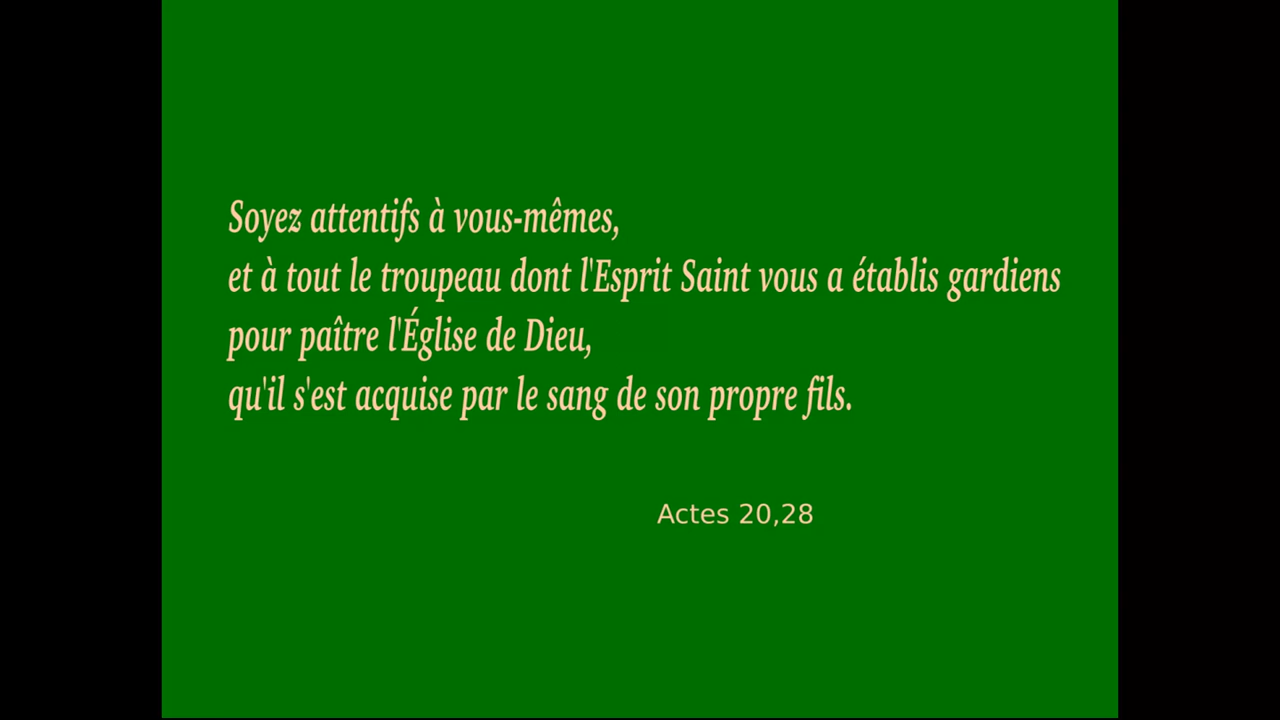 Soyez attentifs à vous-mêmes,
et à tout le troupeau dont l'Esprit Saint vous a établis gardiens
pour paître l'Église de Dieu,
qu'il s'est acquise par le sang de son propre fils.
Actes 20,28